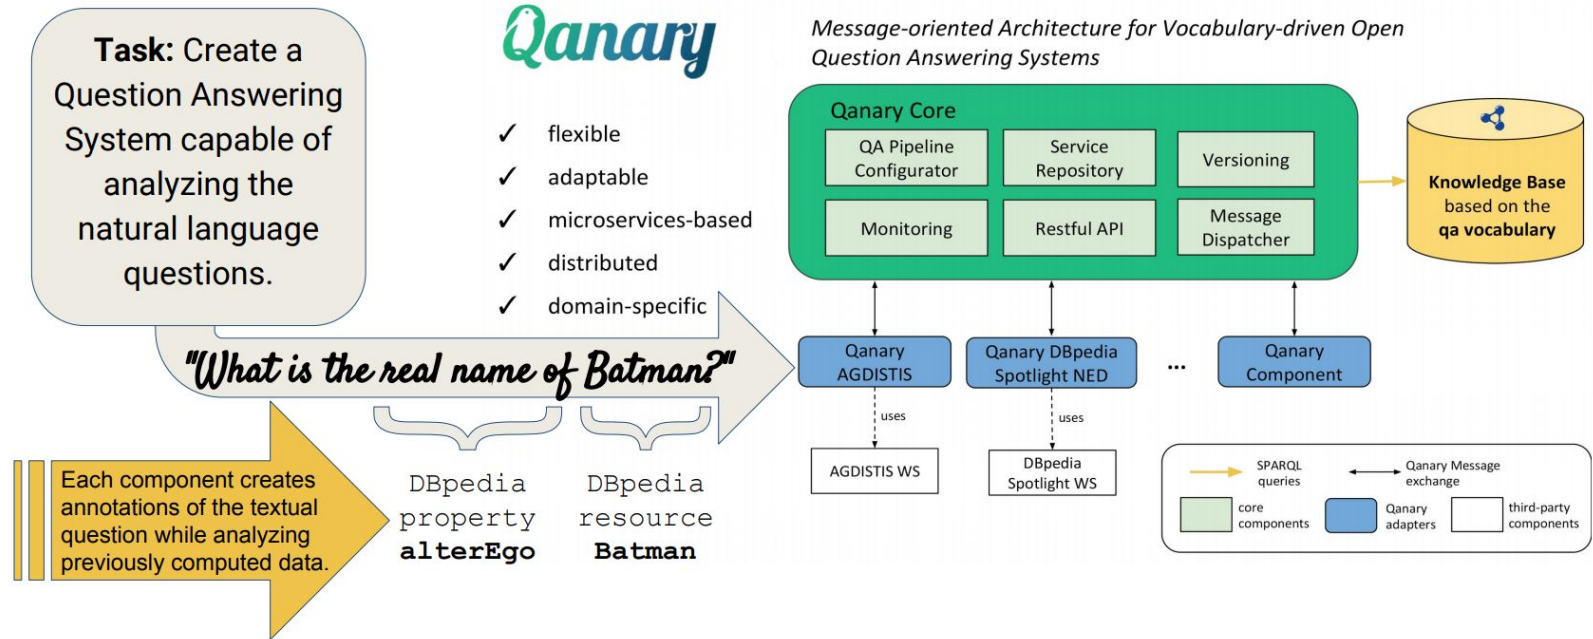 Task: Create a
Question Answering
System capable of
analyzing the
natural language
questions.
Qanary
✓ flexible
✓ adaptable
✓ microservices-based
✓ distributed
✓ domain-specific
Message-oriented Architecture for Vocabulary-driven Open
Question Answering Systems
Qanary Core
QA Pipeline
Configurator
Service
Repository
Versioning
Monitoring
Restful API
Message
Dispatcher
Knowledge Base
based on the
qa vocabulary
"What is the real name of Batman?"
Qanary
AGDISTIS
Qanary DBpedia
Spotlight NED
...
Qanary
Component
uses
uses
AGDISTIS WS
DBpedia
Spotlight WS
Each component creates
annotations of the textual
question while analyzing
previously computed data.
DBpedia
property
alterEgo
DBpedia
resource
Batman
SPARQL
queries
Qanary Message
exchange
core
components
Qanary
adapters
third-party
components